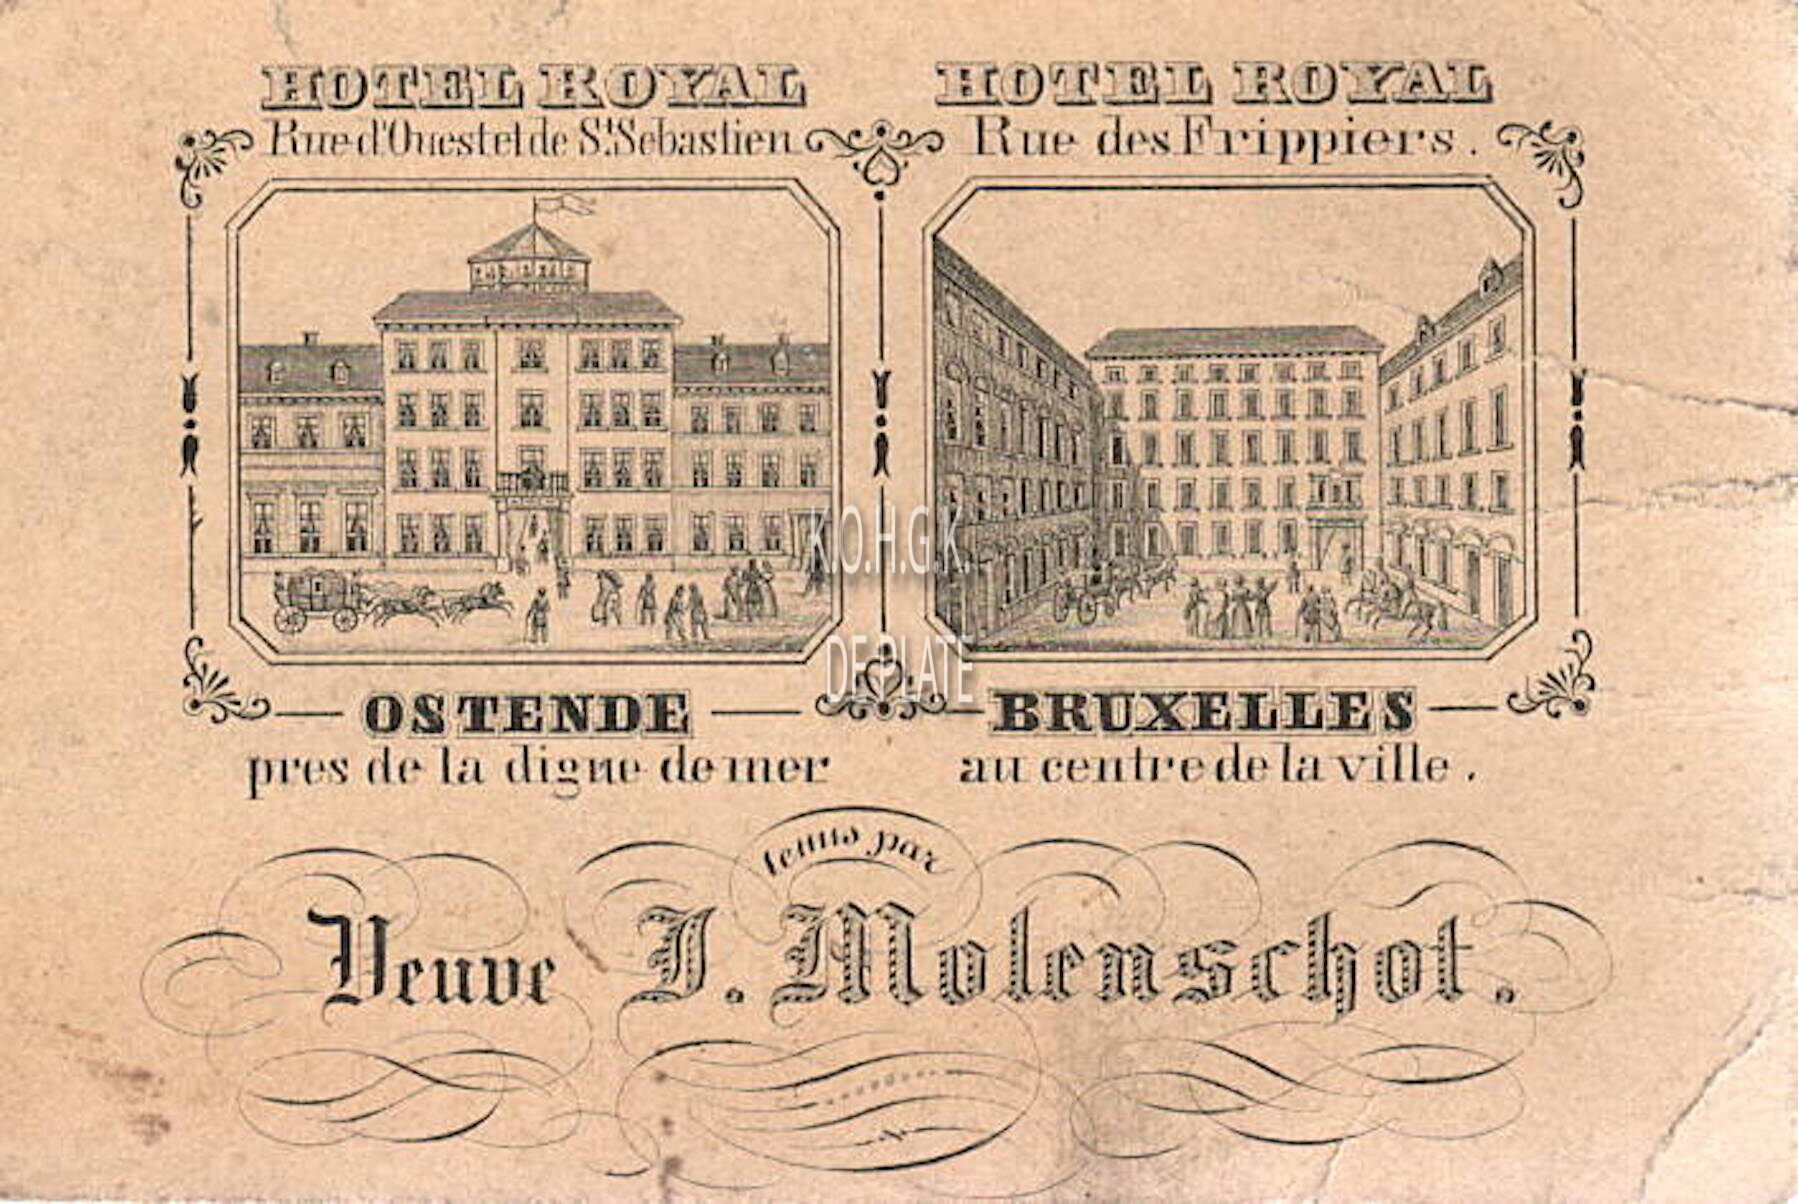 HOTEL ROYAL
Rue d'Ouest et de St. Sebastien
OSTENDE
pres de la digue de mer
HOTEL ROYAL
Rue des Frippiers.
BRUXELLES
au centre de la ville.
tenus par
Veuve J. Molenschot.
K.O.H.G.K.
DE PLATE